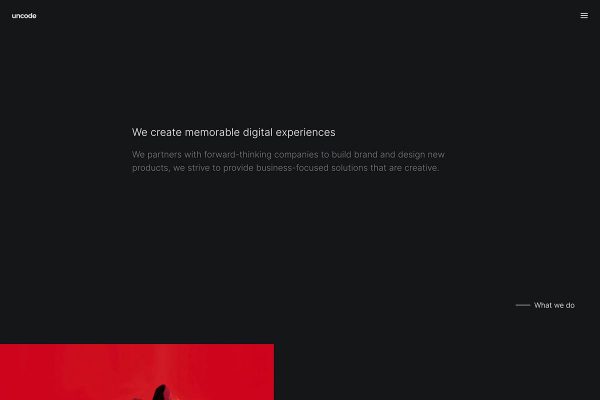 uncode
We create memorable digital experiences
We partners with forward-thinking companies to build brand and design new
products, we strive to provide business-focused solutions that are creative.
What we do